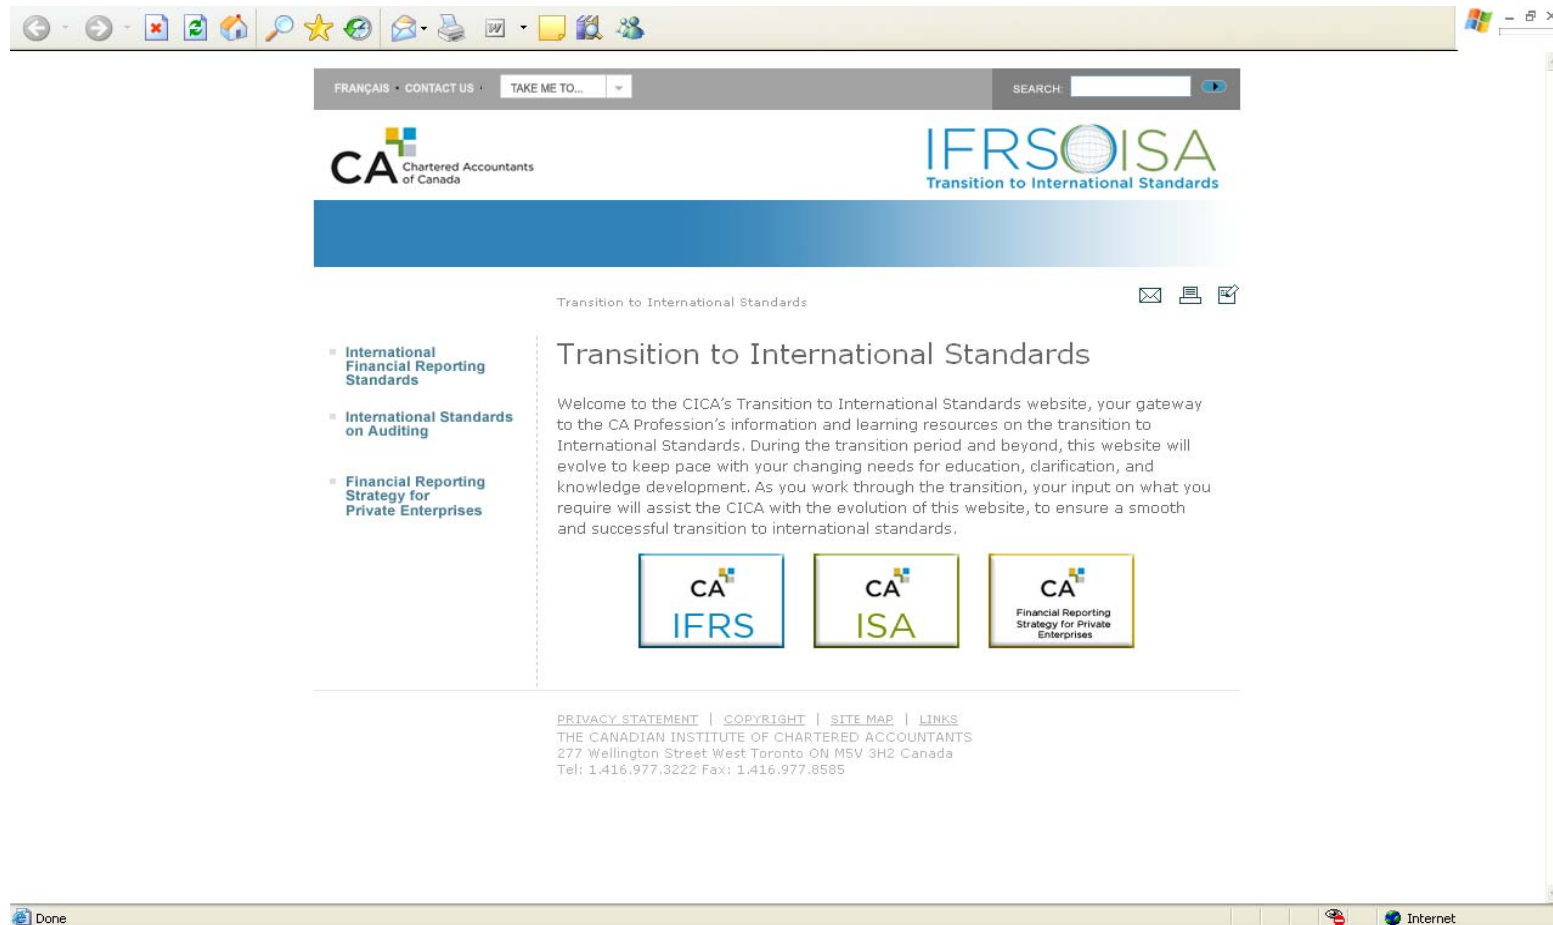 FRANÇAIS • CONTACT US •
TAKE ME TO...
SEARCH:
CA Chartered Accountants
of Canada
IFRS ISA
Transition to International Standards
Transition to International Standards
International
Financial Reporting
Standards
International Standards
on Auditing
Financial Reporting
Strategy for
Private Enterprises
Transition to International Standards
Welcome to the CICA's Transition to International Standards website, your gateway
to the CA Profession's information and learning resources on the transition to
International Standards. During the transition period and beyond, this website will
evolve to keep pace with your changing needs for education, clarification, and
knowledge development. As you work through the transition, your input on what you
require will assist the CICA with the evolution of this website, to ensure a smooth
and successful transition to international standards.
CA
IFRS
CA
ISA
CA
Financial Reporting
Strategy for Private
Enterprises
PRIVACY STATEMENT | COPYRIGHT | SITE MAP | LINKS
THE CANADIAN INSTITUTE OF CHARTERED ACCOUNTANTS
277 Wellington Street West Toronto ON M5V 3H2 Canada
Tel: 1.416.977.3222 Fax: 1.416.977.8585
Done
Internet